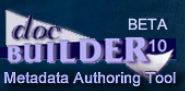 doc BETA
BUILDER 10
Metadata Authoring Tool